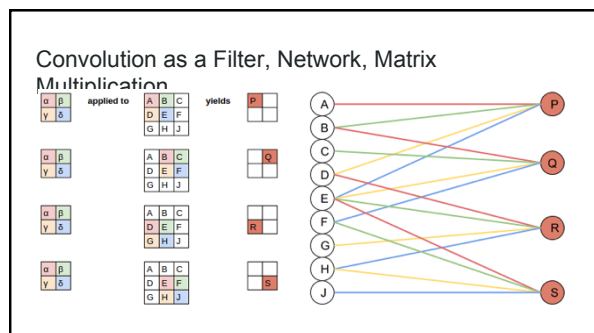 Convolution as a Filter, Network, Matrix
Multiplication
α β applied to A B C yields P
γ δ D E F
G H J
α β A B C Q
γ δ D E F
G H J
α β A B C
γ δ D E F R
G H J
α β A B C
γ δ D E F S
G H J
A
B
C
D
E
F
G
H
J
P
Q
R
S